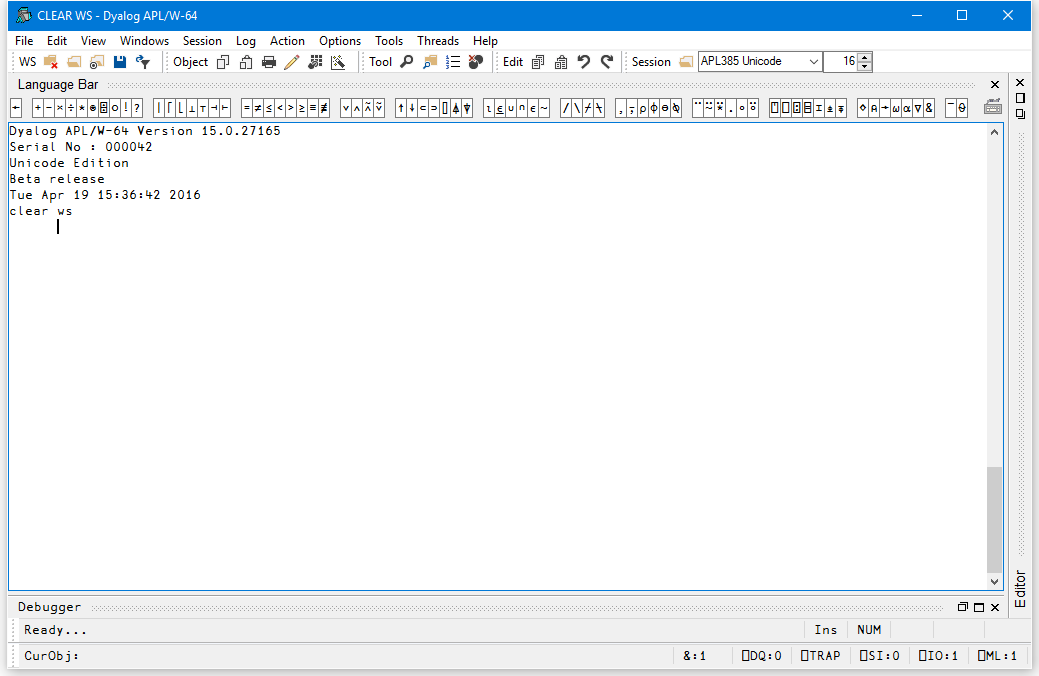 CLEAR WS - Dyalog APL/W-64
File Edit View Windows Session Log Action Options Tools Threads Help
WS Object Tool Edit Session APL385 Unicode 16
Language Bar
Dyalog APL/W-64 Version 15.0.27165
Serial No : 000042
Unicode Edition
Beta release
Tue Apr 19 15:36:42 2016
clear ws
Editor
Debugger
Ready... Ins NUM
CurObj: &:1 ⎕DQ:0 ⎕TRAP ⎕SI:0 ⎕IO:1 ⎕ML:1